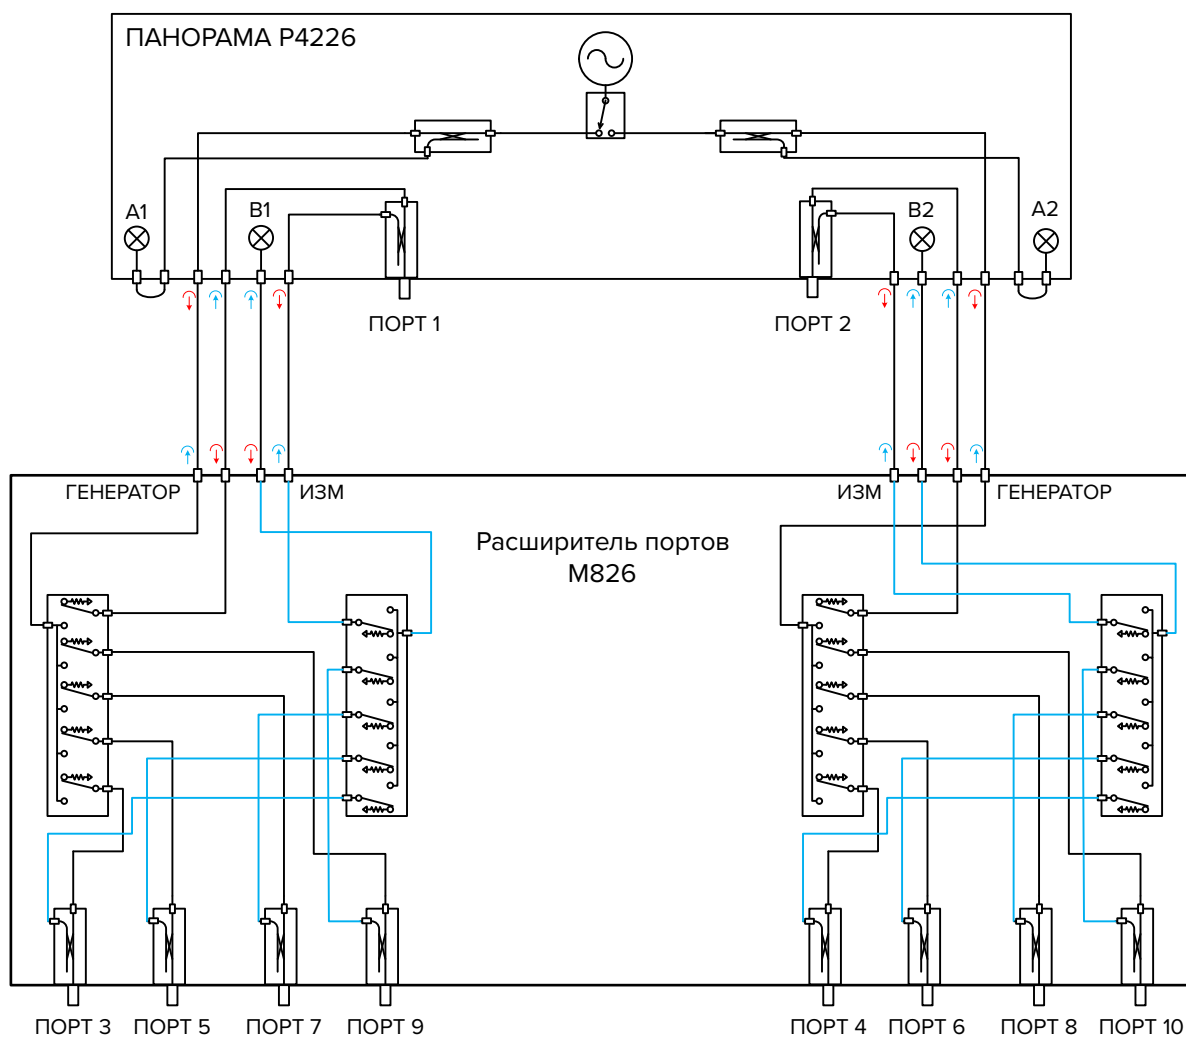 ПАНОРАМА Р4226
A1
B1
B2
A2
ПОРТ 1
ПОРТ 2
ГЕНЕРАТОР
ИЗМ
ИЗМ
ГЕНЕРАТОР
Расширитель портов
М826
ПОРТ 3
ПОРТ 5
ПОРТ 7
ПОРТ 9
ПОРТ 4
ПОРТ 6
ПОРТ 8
ПОРТ 10